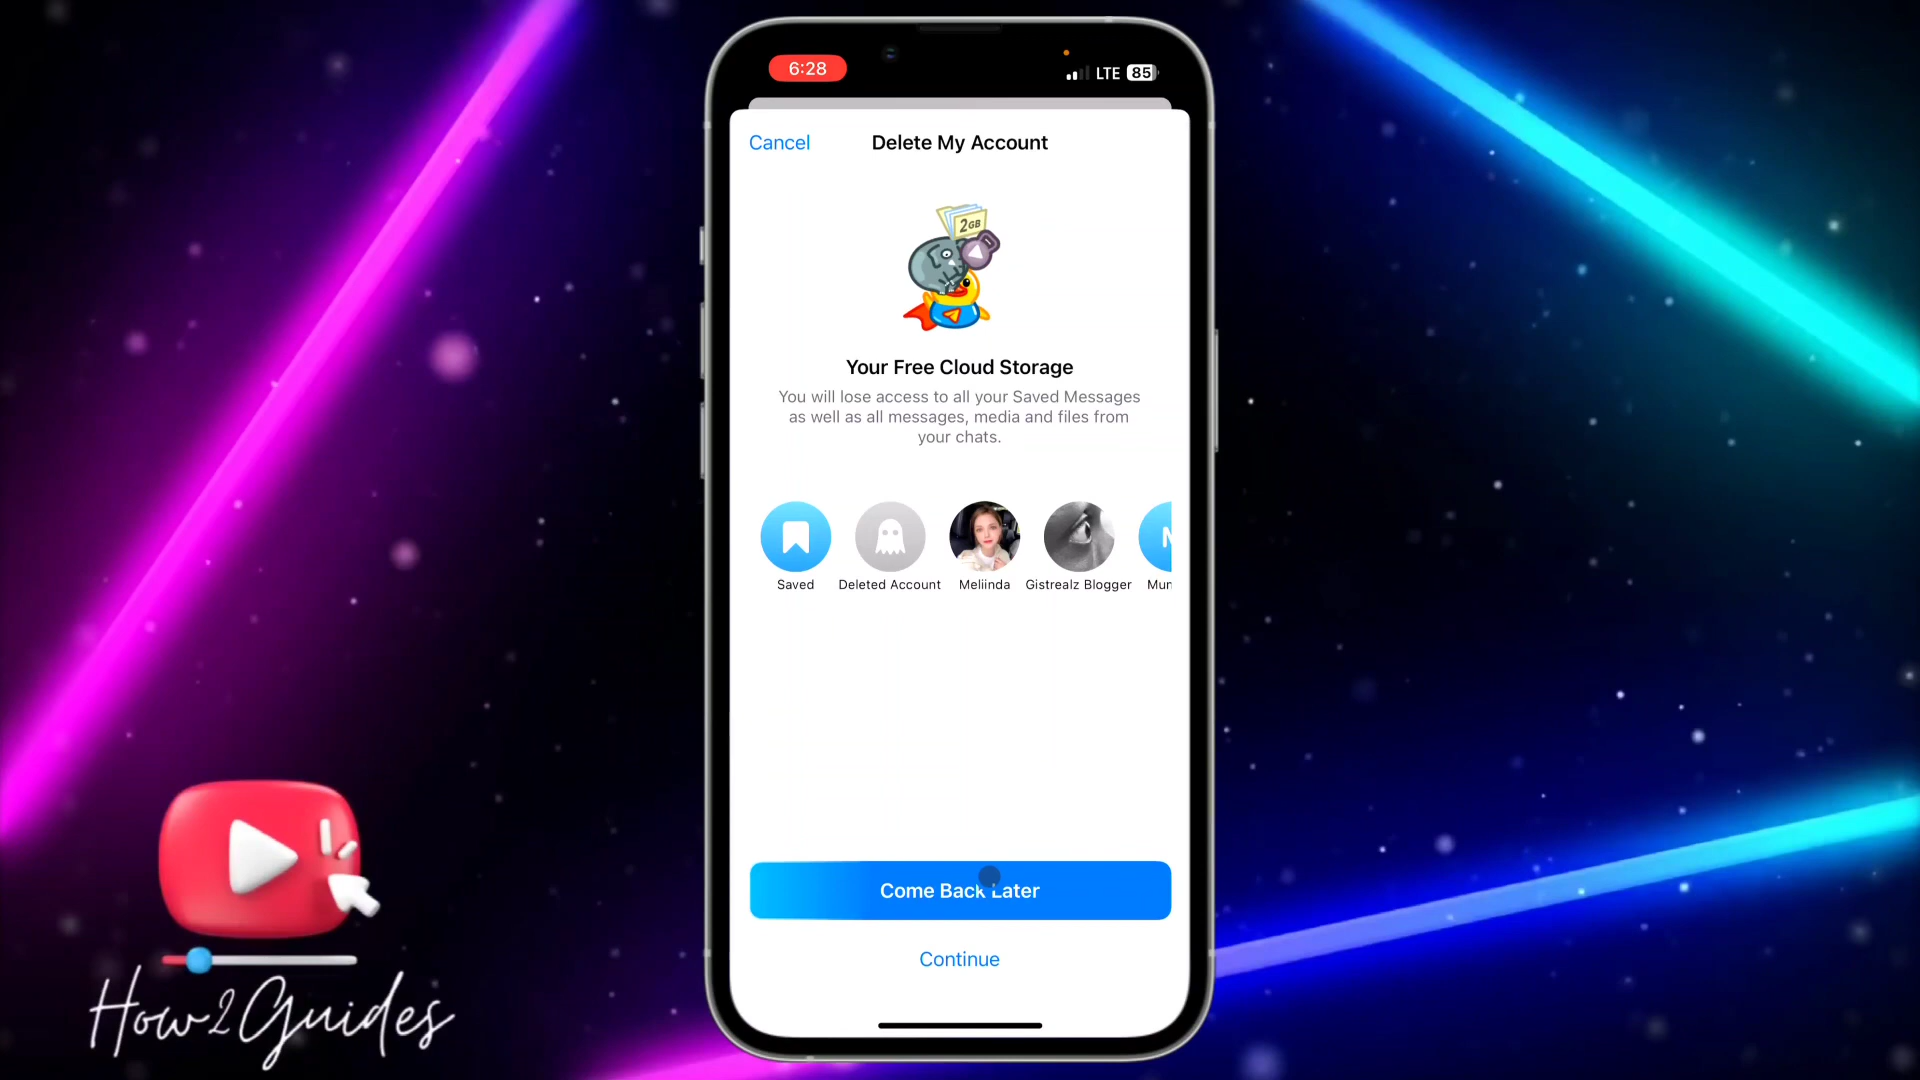 6:28
LTE 85
Cancel
Delete My Account
2GB
Your Free Cloud Storage
You will lose access to all your Saved Messages
as well as all messages, media and files from
your chats.
Saved
Deleted Account
Meliinda
Gistrealz Blogger
Mun
Come Back Later
Continue
How2Guides